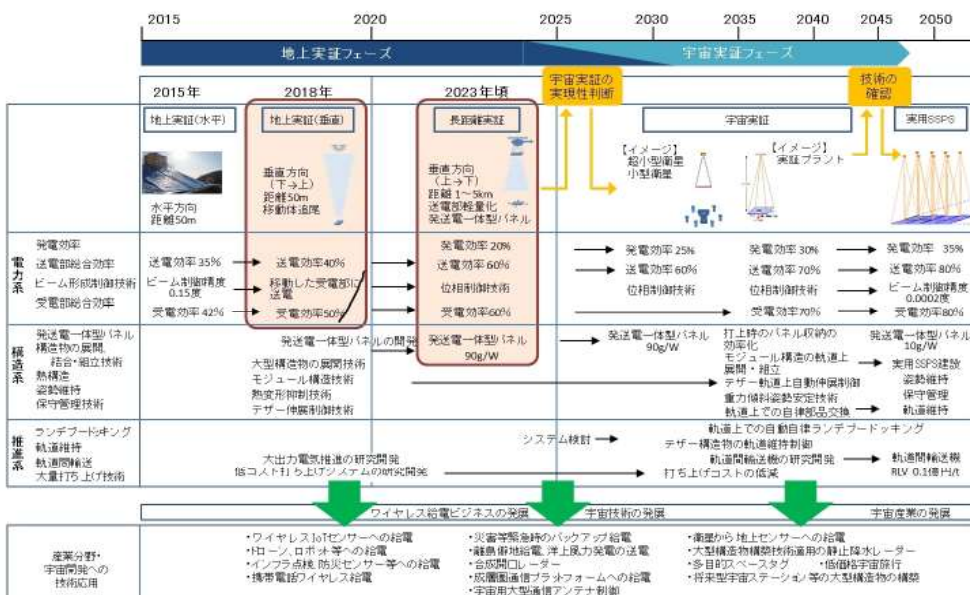 2015 2020 2025 2030 2035 2040 2045 2050
地上実証フェーズ 宇宙実証フェーズ
宇宙実証の
実現性判断
技術の
確認
2015年 2018年 2023年頃
地上実証(水平) 地上実証(垂直) 長距離実証 宇宙実証 実用SSPS
水平方向
距離50m
垂直方向
(下→上)
距離50m
移動体追尾
垂直方向
(上→下)
距離 1~5km
送電部軽量化
発送電一体型パネル
【イメージ】
超小型衛星
小型衛星
【イメージ】
実証プラント
電力系
発電効率 発電効率 20% 発電効率 25% 発電効率 30% 発電効率 35%
送電部総合効率 送電効率 35% 送電効率40% 送電効率60% 送電効率60% 送電効率70% 送電効率80%
ビーム形成制御技術 ビーム制御精度
0.15度
移動した受電部に
送電
位相制御技術 位相制御技術 位相制御技術 ビーム制御精度
0.0002度
受電部総合効率 受電効率 42% 受電効率50% 受電効率60% 受電効率70% 受電効率80%
構造系
発送電一体型パネル
構造物の展開、
結合・組立技術
熱構造
姿勢維持
保守管理技術
発送電一体型パネルの開発
大型構造物の展開技術
モジュール構造技術
熱変形抑制技術
テザー伸展制御技術
発送電一体型パネル
90g/W
発送電一体型パネル
90g/W
打上時のパネル収納の
効率化
モジュール構造の軌道上
展開・組立
テザー軌道上自動伸展制御
重力傾斜姿勢安定技術
軌道上での自律部品交換
発送電一体型パネル
10g/W
実用SSPS建設
姿勢維持
保守管理
軌道維持
推進系
ランデブードッキング
軌道維持
軌道間輸送
大量打ち上げ技術
大出力電気推進の研究開発
低コスト打ち上げシステムの研究開発
システム検討
軌道上での自動自律ランデブードッキング
テザー構造物の軌道維持制御
軌道間輸送機の研究開発
打ち上げコストの低減
軌道間輸送機
RLV 0.1億円/t
ワイヤレス給電ビジネスの発展 宇宙技術の発展 宇宙産業の発展
産業分野・
宇宙開発への
技術応用
・ワイヤレスIoTセンサーへの給電
・ドローン、ロボット等への給電
・インフラ点検、防災センサー等への給電
・携帯電話ワイヤレス給電
・災害等緊急時のバックアップ給電
・離島僻地給電、洋上風力発電の送電
・合成開口レーダー
・成層圏通信プラットフォームへの給電
・宇宙用大型通信アンテナ制御
・衛星から地上センサーへの給電
・大型構造物構築技術適用の静止降水レーダー
・多目的スペースタグ ・低価格宇宙旅行
・将来型宇宙ステーション等の大型構造物の構築